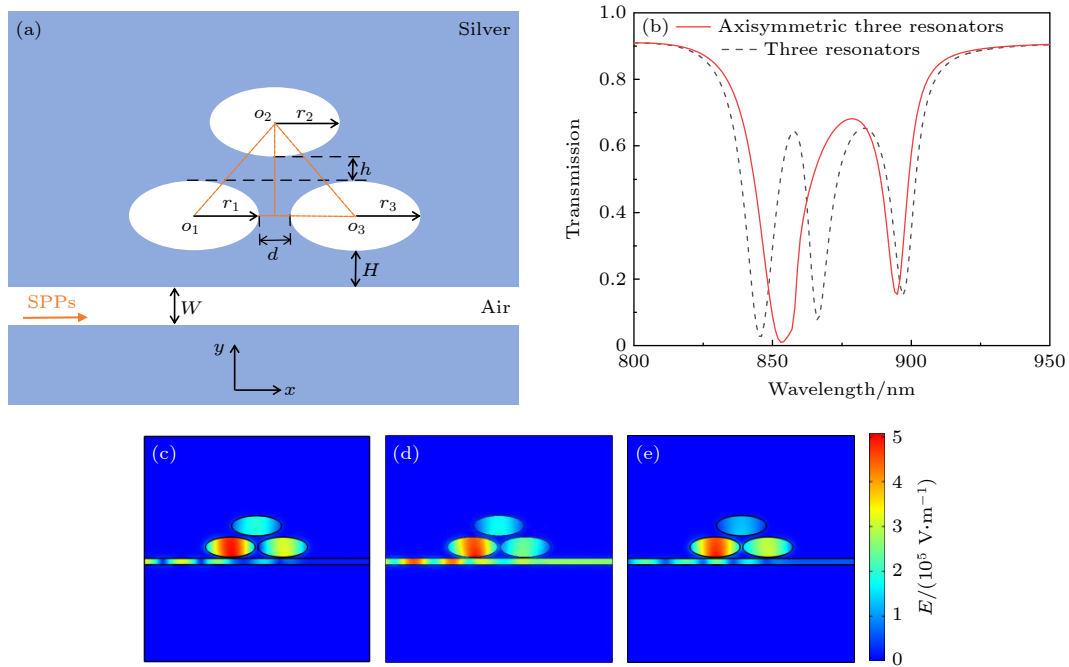 (a)
Silver
o2
r2
h
r1
r3
o1
o3
d
H
SPPs
W
Air
y
x
(b)
Axisymmetric three resonators
Three resonators
1.0
0.8
0.6
0.4
0.2
0
Transmission
800
850
900
950
Wavelength/nm
(c)
(d)
(e)
5
4
3
2
1
0
E/(10⁵ V·m⁻¹)